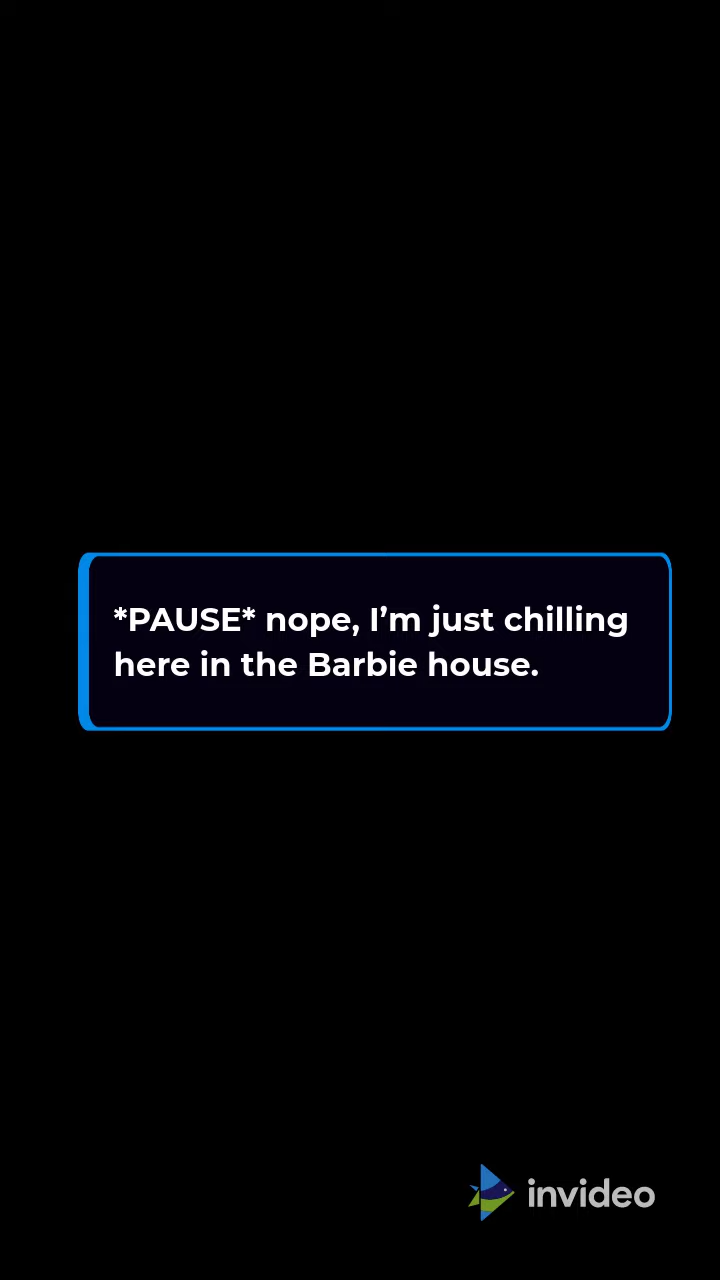 *PAUSE* nope, I’m just chilling
here in the Barbie house.
invideo